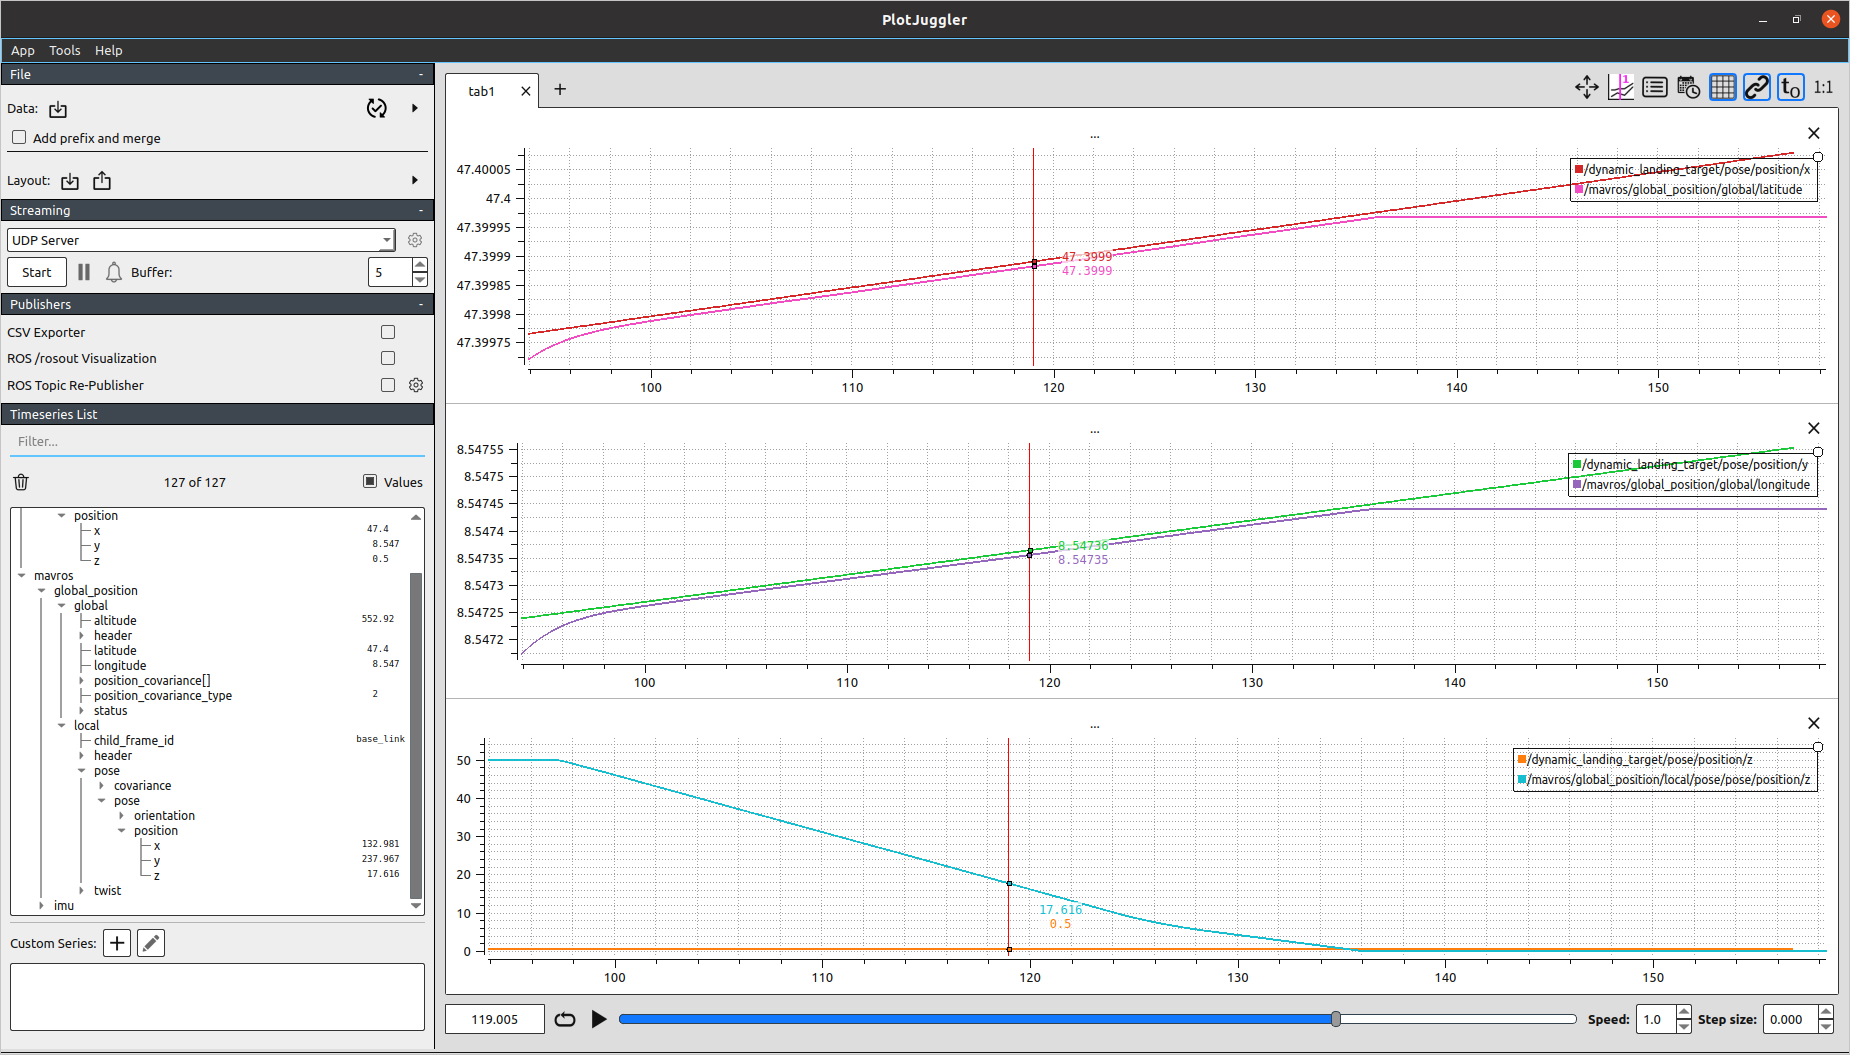 PlotJuggler
App Tools Help
File -
Data:
Add prefix and merge
Layout:
Streaming -
UDP Server
Start Buffer: 5
Publishers -
CSV Exporter
ROS /rosout Visualization
ROS Topic Re-Publisher
Timeseries List
Filter...
127 of 127 Values
position
x 47.4
y 8.547
z 0.5
mavros
global_position
global
altitude 552.92
header
latitude 47.4
longitude 8.547
position_covariance[]
position_covariance_type 2
status
local
child_frame_id base_link
header
pose
covariance
pose
orientation
position
x 132.981
y 237.967
z 17.616
twist
imu
Custom Series:
tab1
1
t0 1:1
...
47.40005
47.4
47.39995
47.3999
47.39985
47.3998
47.39975
/dynamic_landing_target/pose/position/x
/mavros/global_position/global/latitude
47.3999
47.3999
100 110 120 130 140 150
...
8.54755
8.5475
8.54745
8.5474
8.54735
8.5473
8.54725
8.5472
/dynamic_landing_target/pose/position/y
/mavros/global_position/global/longitude
8.54736
8.54735
100 110 120 130 140 150
...
50
40
30
20
10
0
/dynamic_landing_target/pose/position/z
/mavros/global_position/local/pose/pose/position/z
17.616
0.5
100 110 120 130 140 150
119.005 Speed: 1.0 Step size: 0.000